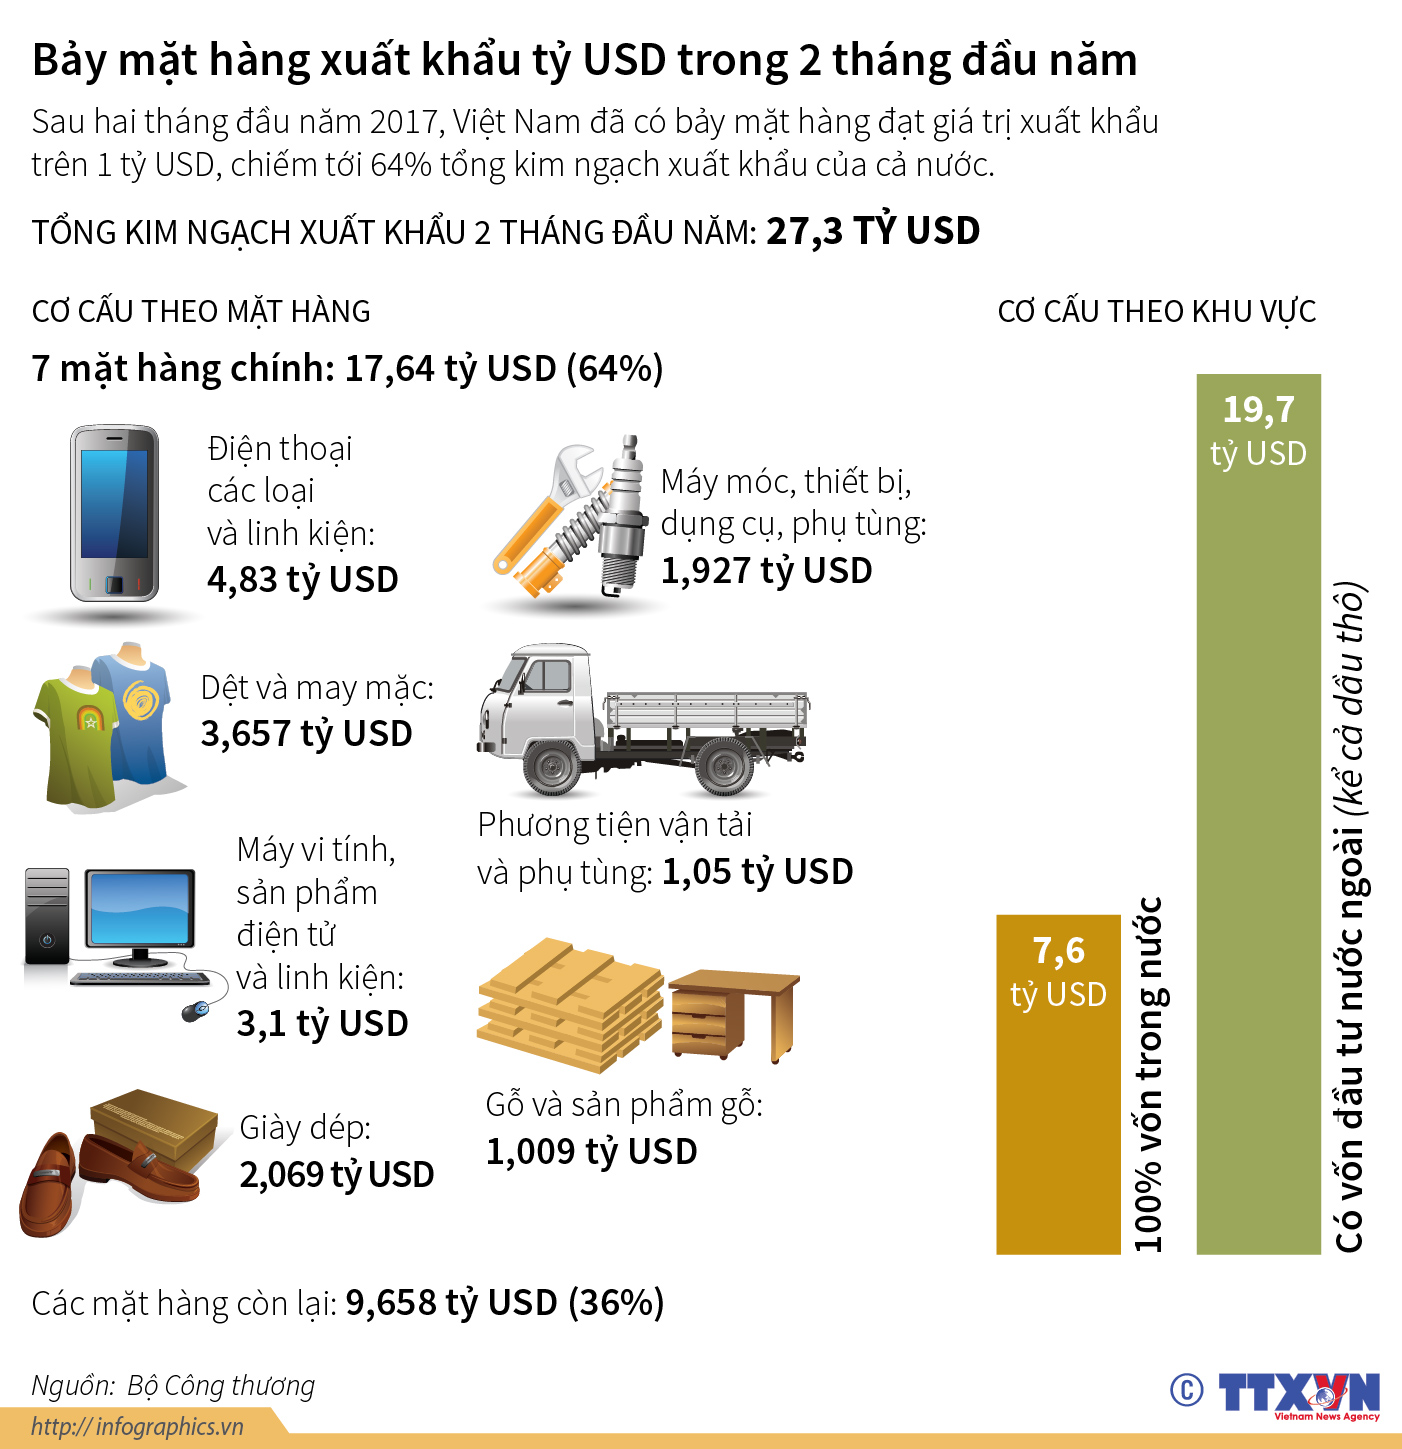 Bảy mặt hàng xuất khẩu tỷ USD trong 2 tháng đầu năm
Sau hai tháng đầu năm 2017, Việt Nam đã có bảy mặt hàng đạt giá trị xuất khẩu
trên 1 tỷ USD, chiếm tới 64% tổng kim ngạch xuất khẩu của cả nước.
TỔNG KIM NGẠCH XUẤT KHẨU 2 THÁNG ĐẦU NĂM: 27,3 TỶ USD
CƠ CẤU THEO MẶT HÀNG
7 mặt hàng chính: 17,64 tỷ USD (64%)
Điện thoại
các loại
và linh kiện:
4,83 tỷ USD
Máy móc, thiết bị,
dụng cụ, phụ tùng:
1,927 tỷ USD
Dệt và may mặc:
3,657 tỷ USD
Phương tiện vận tải
và phụ tùng: 1,05 tỷ USD
Máy vi tính,
sản phẩm
điện tử
và linh kiện:
3,1 tỷ USD
Gỗ và sản phẩm gỗ:
1,009 tỷ USD
Giày dép:
2,069 tỷ USD
Các mặt hàng còn lại: 9,658 tỷ USD (36%)
CƠ CẤU THEO KHU VỰC
7,6
tỷ USD
100% vốn trong nước
19,7
tỷ USD
Có vốn đầu tư nước ngoài (kể cả dầu thô)
Nguồn: Bộ Công thương
http:// infographics.vn
© TTXVN
Vietnam News Agency